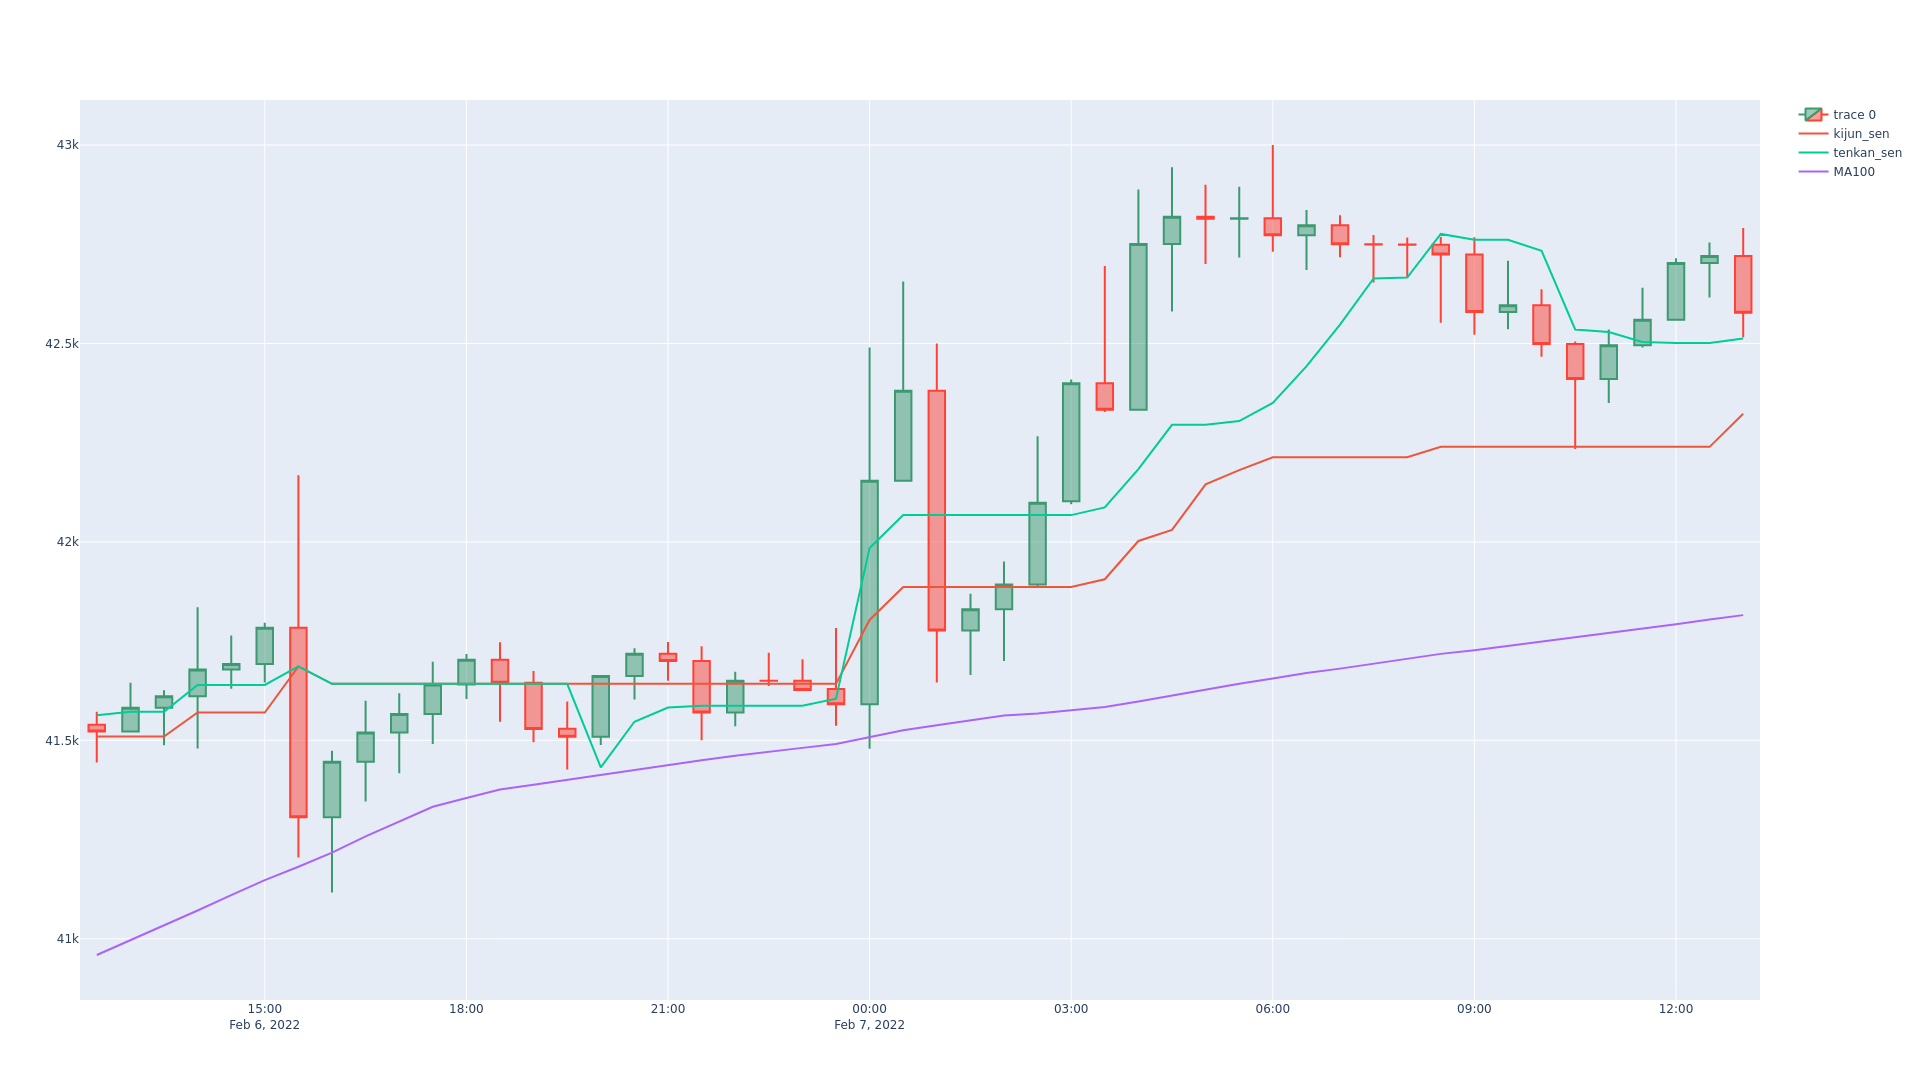 43k
42.5k
42k
41.5k
41k
15:00
Feb 6, 2022
18:00
21:00
00:00
Feb 7, 2022
03:00
06:00
09:00
12:00
trace 0
kijun_sen
tenkan_sen
MA100